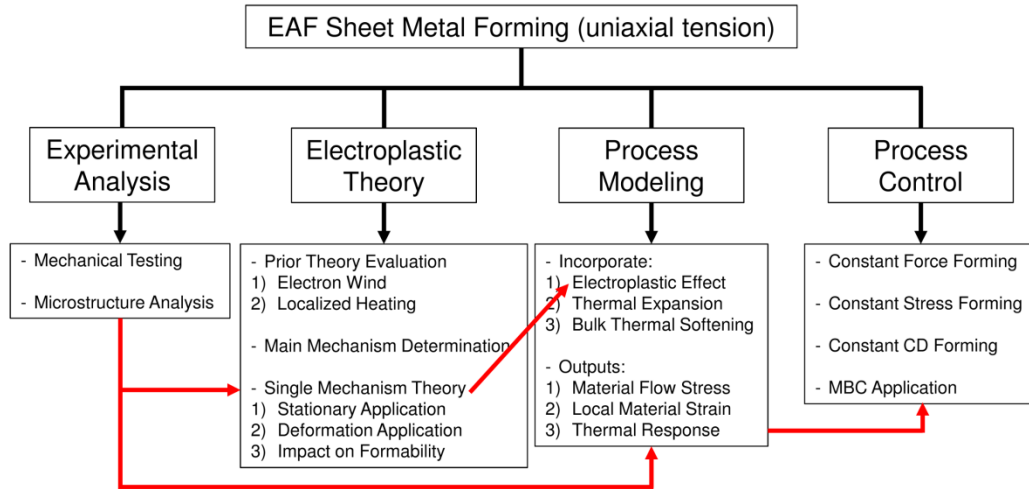 EAF Sheet Metal Forming (uniaxial tension)
Experimental
Analysis
- Mechanical Testing
- Microstructure Analysis
Electroplastic
Theory
- Prior Theory Evaluation
1) Electron Wind
2) Localized Heating
- Main Mechanism Determination
- Single Mechanism Theory
1) Stationary Application
2) Deformation Application
3) Impact on Formability
Process
Modeling
- Incorporate:
1) Electroplastic Effect
2) Thermal Expansion
3) Bulk Thermal Softening
- Outputs:
1) Material Flow Stress
2) Local Material Strain
3) Thermal Response
Process
Control
- Constant Force Forming
- Constant Stress Forming
- Constant CD Forming
- MBC Application